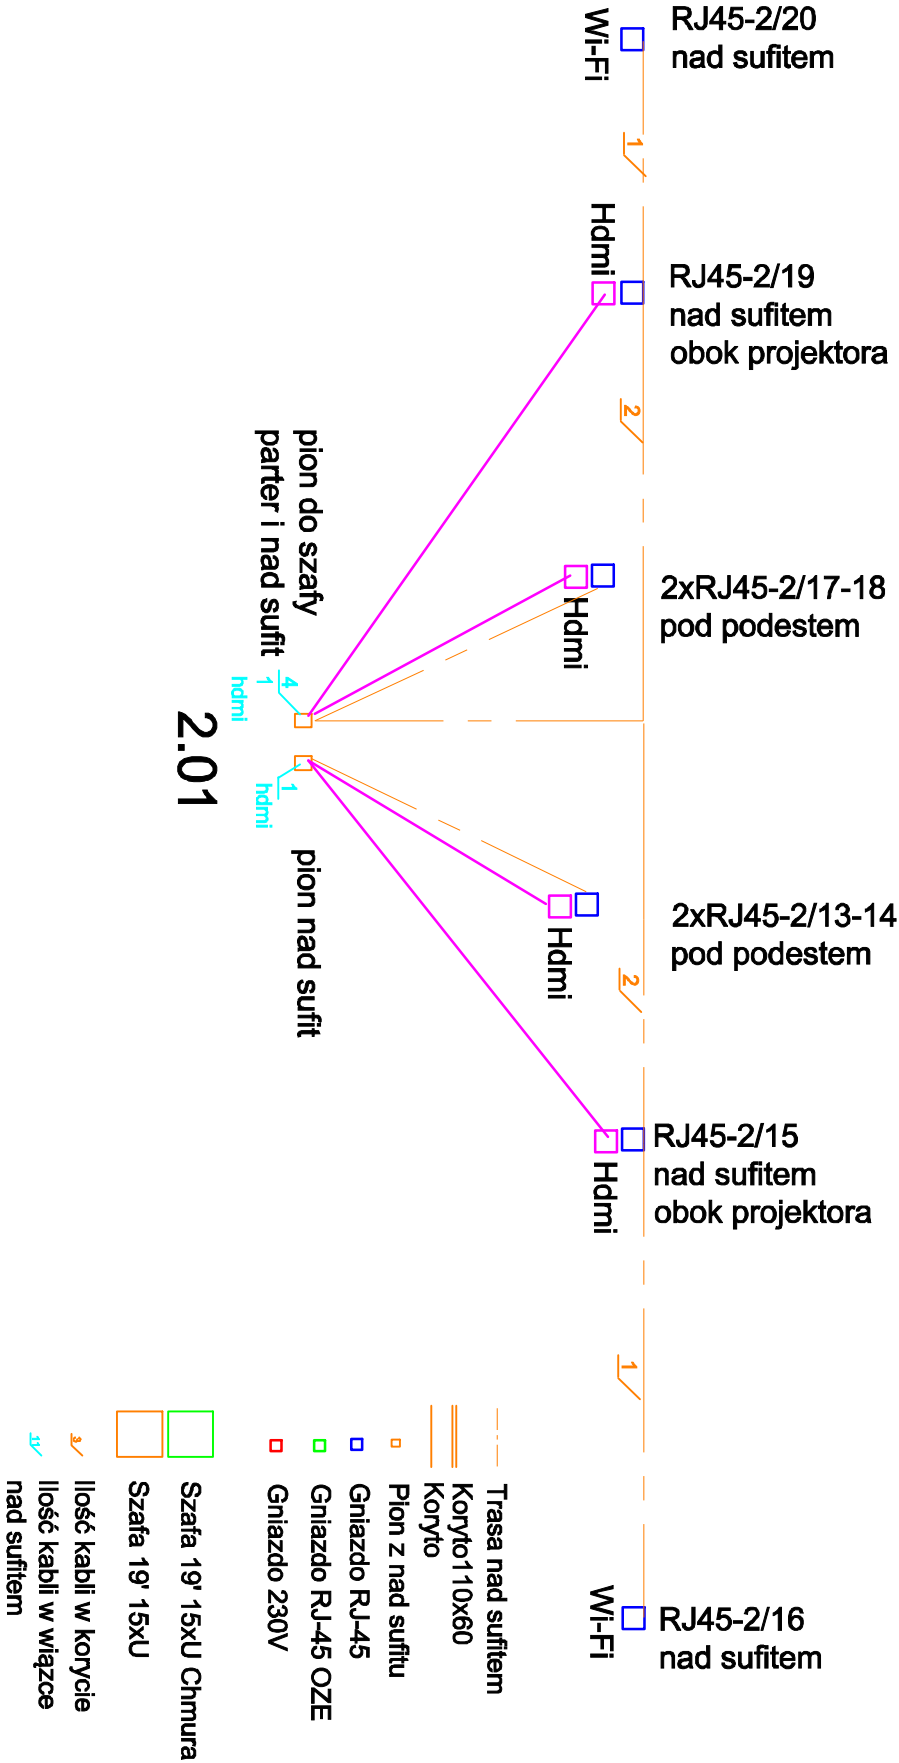 RJ45-2/20
nad sufitem
Wi-Fi
1
RJ45-2/19
nad sufitem
obok projektora
Hdmi
2
2xRJ45-2/17-18
pod podestem
Hdmi
pion do szafy
parter i nad sufit
4
1
hdmi
2.01
1
hdmi
pion nad sufit
2xRJ45-2/13-14
pod podestem
Hdmi
2
RJ45-2/15
nad sufitem
obok projektora
Hdmi
1
RJ45-2/16
nad sufitem
Wi-Fi
Trasa nad sufitem
Koryto110x60
Koryto
Pion z nad sufitu
Gniazdo RJ-45
Gniazdo RJ-45 OZE
Gniazdo 230V
Szafa 19' 15xU Chmura
Szafa 19' 15xU
3
Ilość kabli w korycie
11
Ilość kabli w wiązce
nad sufitem